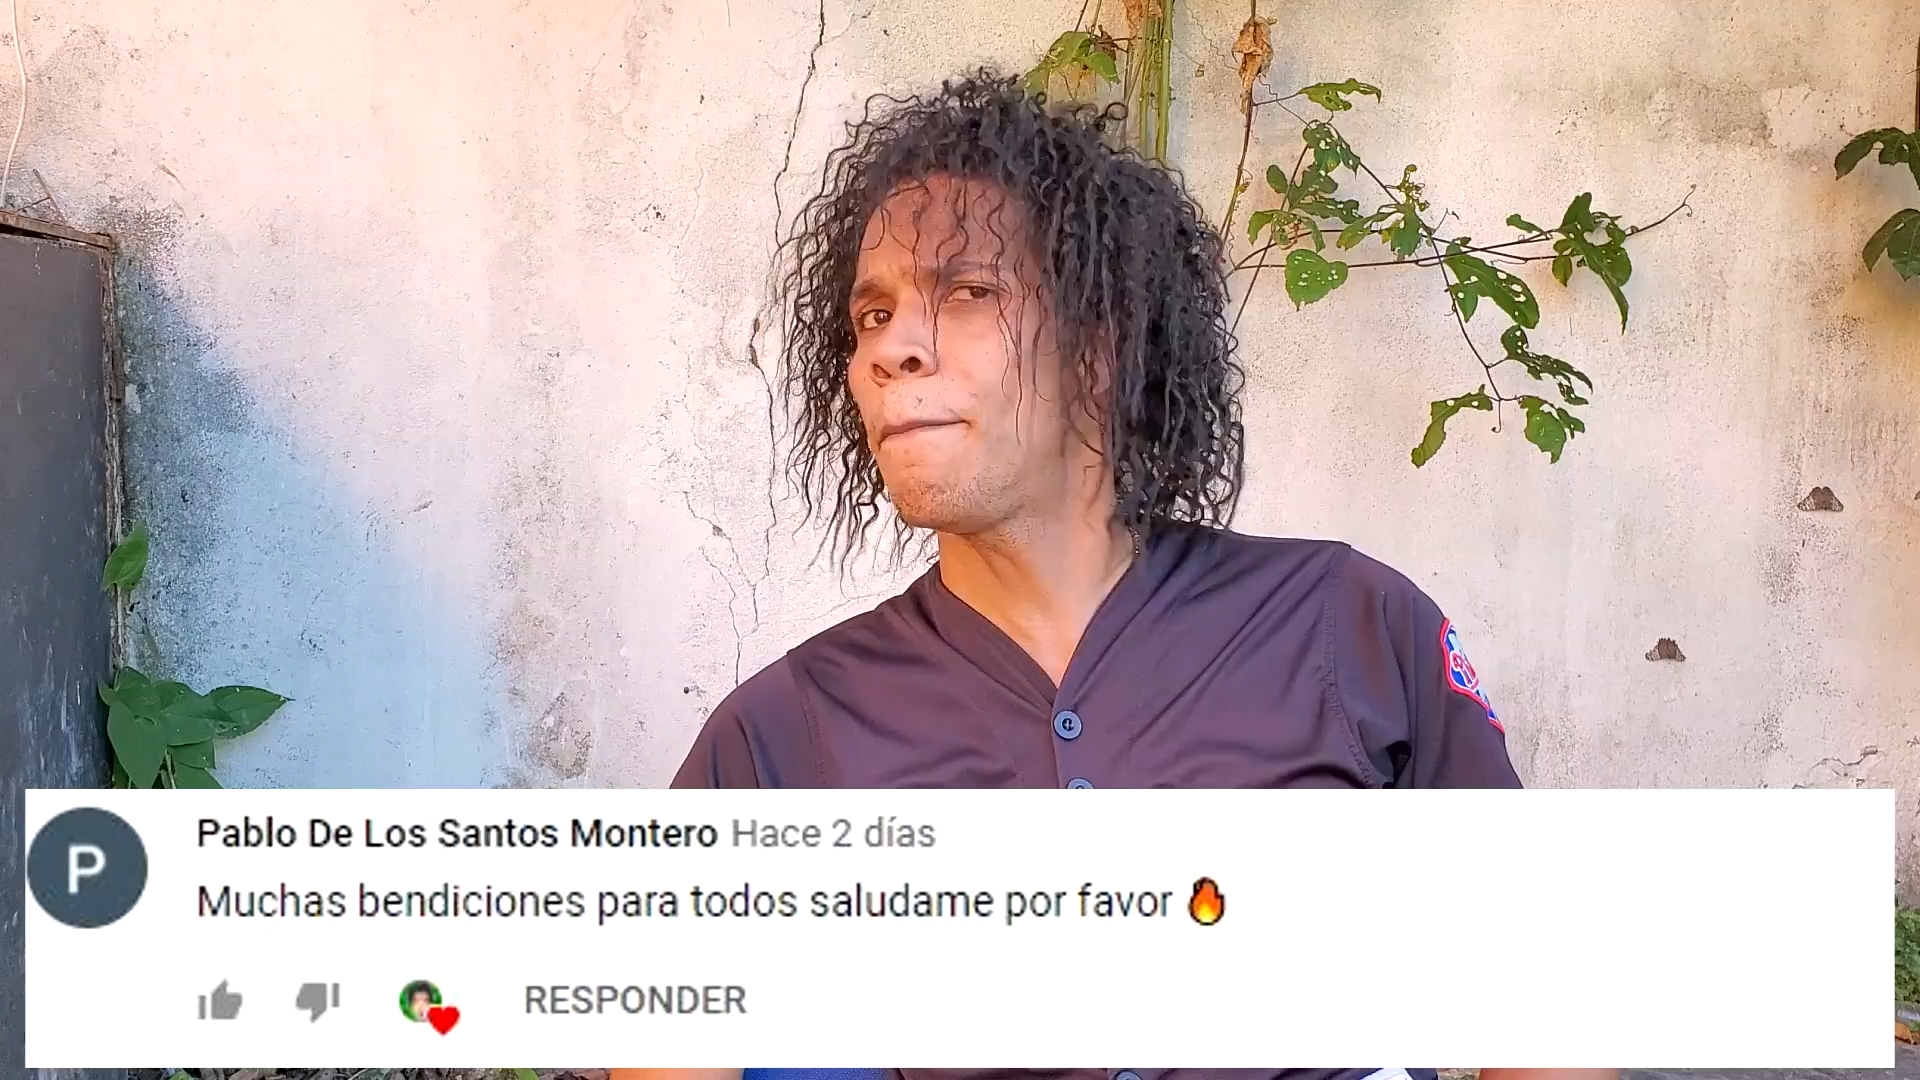 P
Pablo De Los Santos Montero Hace 2 días
Muchas bendiciones para todos saludame por favor 🔥
RESPONDER